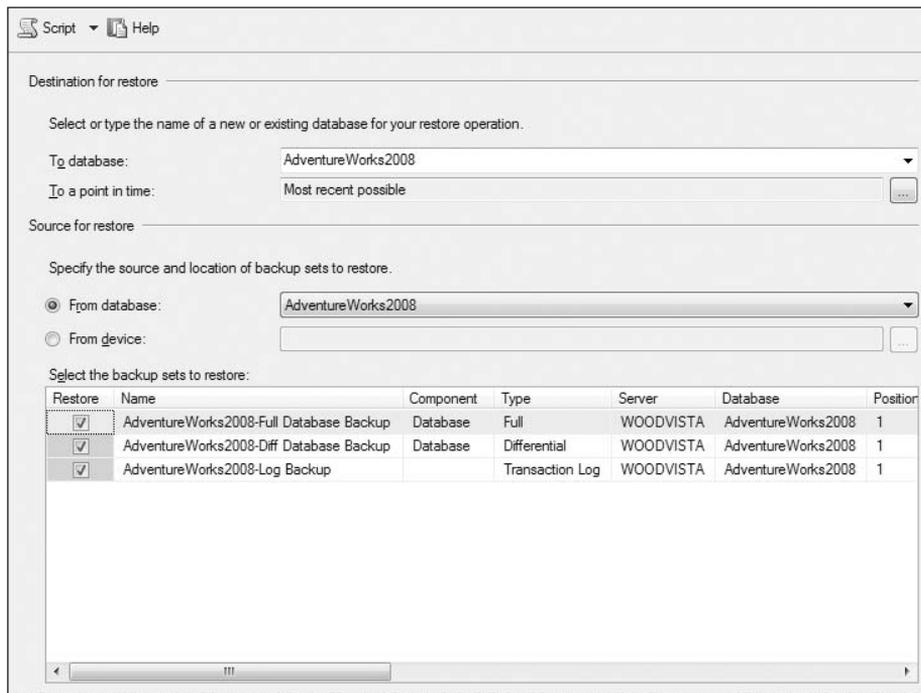 Script Help
Destination for restore
Select or type the name of a new or existing database for your restore operation.
To database: AdventureWorks2008
To a point in time: Most recent possible ...
Source for restore
Specify the source and location of backup sets to restore.
From database: AdventureWorks2008
From device: ...
Select the backup sets to restore:
Restore Name Component Type Server Database Position
AdventureWorks2008-Full Database Backup Database Full WOODVISTA AdventureWorks2008 1
AdventureWorks2008-Diff Database Backup Database Differential WOODVISTA AdventureWorks2008 1
AdventureWorks2008-Log Backup Transaction Log WOODVISTA AdventureWorks2008 1